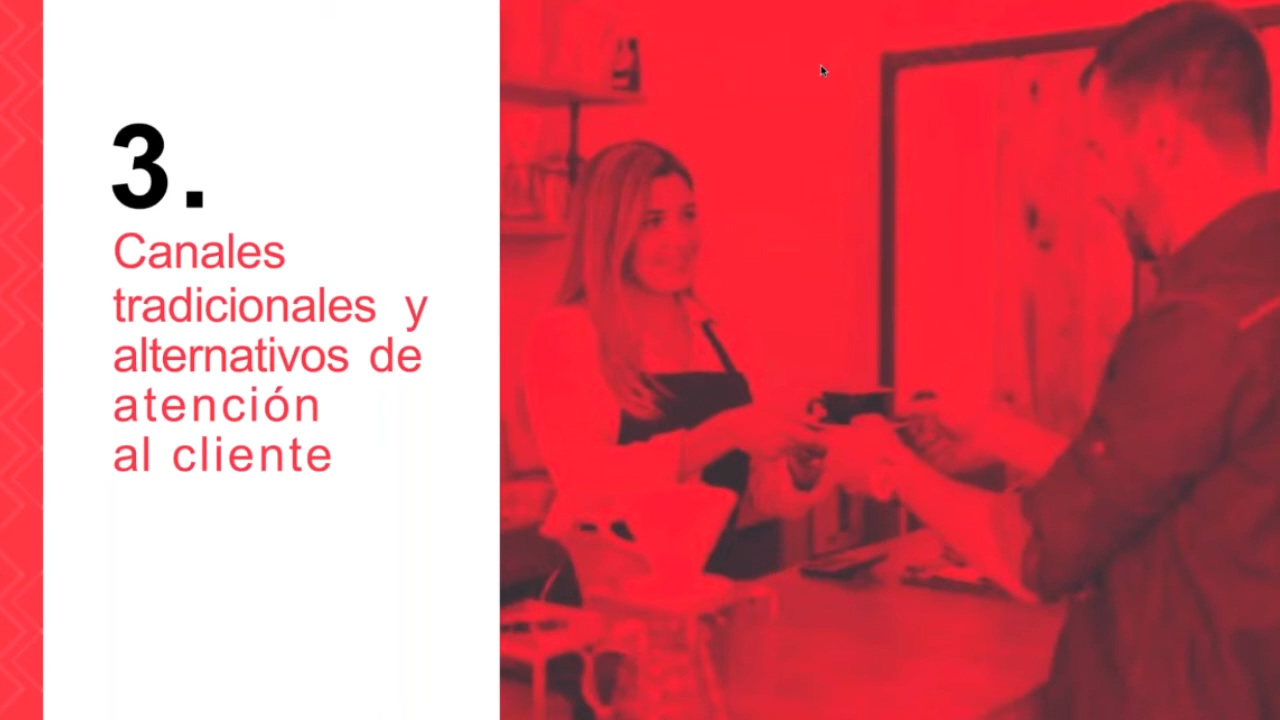 3.
Canales
tradicionales y
alternativos de
atención
al cliente